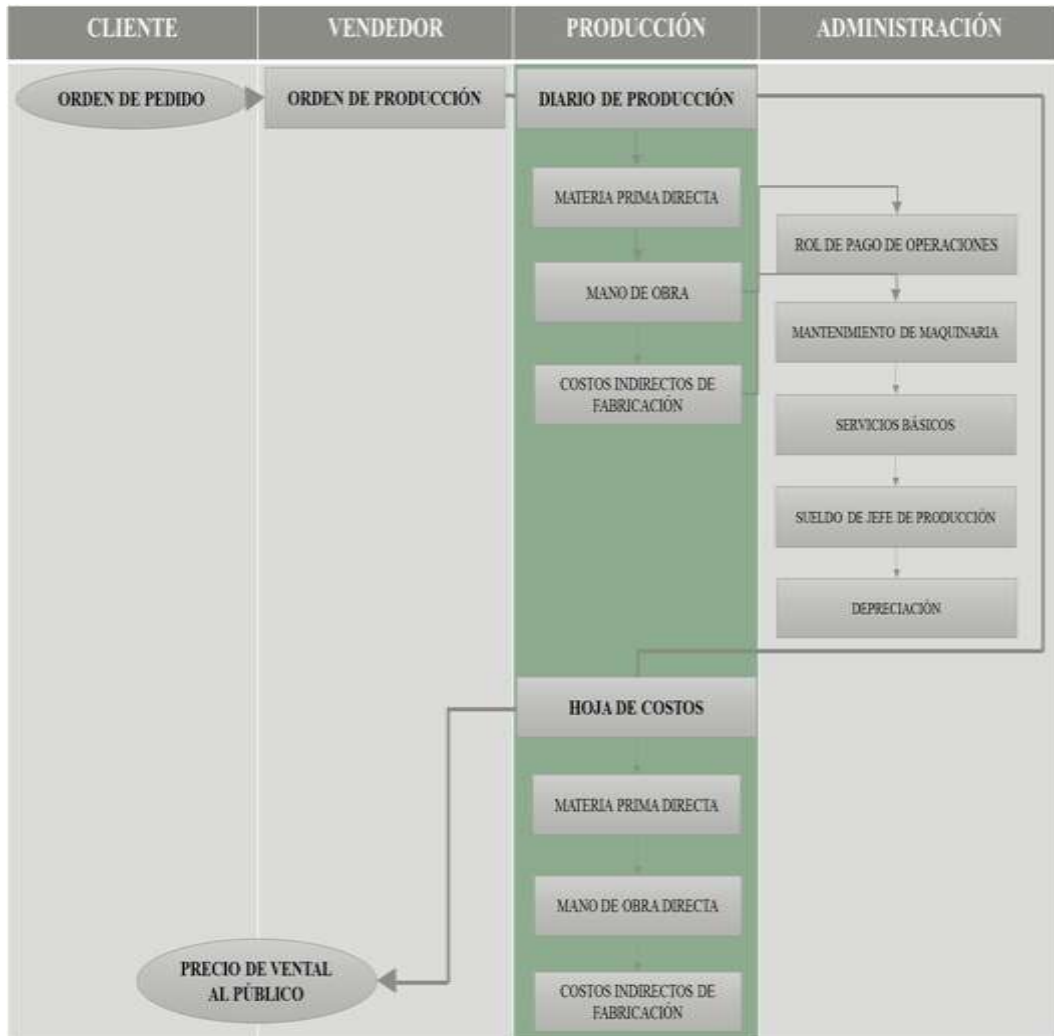 CLIENTE
VENDEDOR
PRODUCCIÓN
ADMINISTRACIÓN
ORDEN DE PEDIDO
ORDEN DE PRODUCCIÓN
DIARIO DE PRODUCCIÓN
MATERIA PRIMA DIRECTA
MANO DE OBRA
COSTOS INDIRECTOS DE
FABRICACIÓN
ROL DE PAGO DE OPERACIONES
MANTENIMIENTO DE MAQUINARIA
SERVICIOS BÁSICOS
SUELDO DE JEFE DE PRODUCCIÓN
DEPRECIACIÓN
HOJA DE COSTOS
MATERIA PRIMA DIRECTA
MANO DE OBRA DIRECTA
COSTOS INDIRECTOS DE
FABRICACIÓN
PRECIO DE VENTAL
AL PÚBLICO